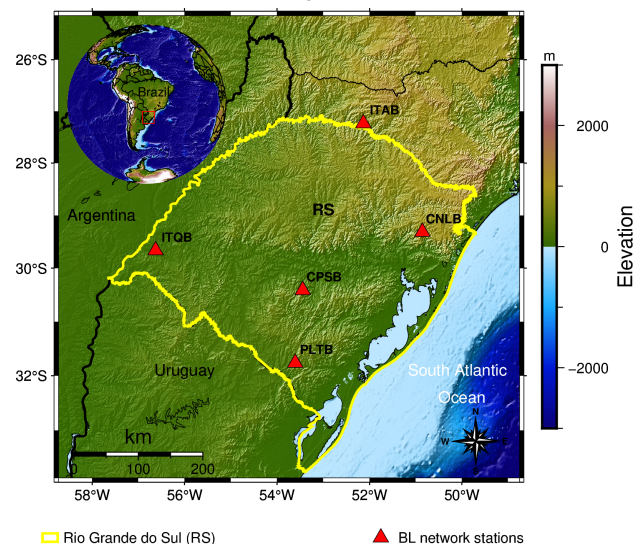 26°S
28°S
30°S
32°S
58°W
56°W
54°W
52°W
50°W
Brazil
ITAB
RS
CNLB
Argentina
ITQB
CPSB
PLTB
Uruguay
South Atlantic
Ocean
N
W
E
S
km
0
100
200
m
2000
0
−2000
Elevation
Rio Grande do Sul (RS)
BL network stations